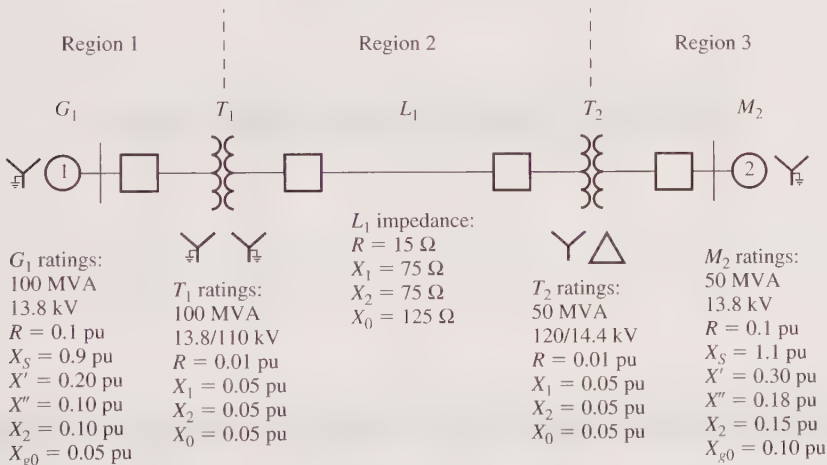 Region 1
Region 2
Region 3
G₁
T₁
L₁
T₂
M₂
1
2
G₁ ratings:
100 MVA
13.8 kV
R = 0.1 pu
X_S = 0.9 pu
X' = 0.20 pu
X" = 0.10 pu
X₂ = 0.10 pu
X_g0 = 0.05 pu
T₁ ratings:
100 MVA
13.8/110 kV
R = 0.01 pu
X₁ = 0.05 pu
X₂ = 0.05 pu
X₀ = 0.05 pu
L₁ impedance:
R = 15 Ω
X₁ = 75 Ω
X₂ = 75 Ω
X₀ = 125 Ω
T₂ ratings:
50 MVA
120/14.4 kV
R = 0.01 pu
X₁ = 0.05 pu
X₂ = 0.05 pu
X₀ = 0.05 pu
M₂ ratings:
50 MVA
13.8 kV
R = 0.1 pu
X_S = 1.1 pu
X' = 0.30 pu
X" = 0.18 pu
X₂ = 0.15 pu
X_g0 = 0.10 pu